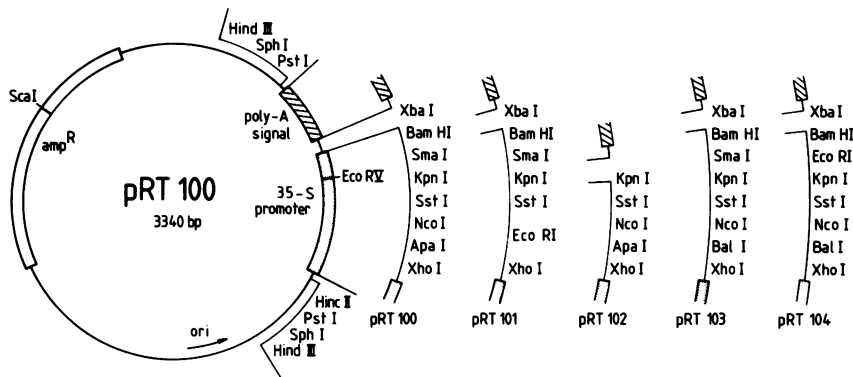 Hind III
Sph I
Pst I
Sca I
amp R
poly-A
signal
pRT 100
3340 bp
35-S
promoter
Eco RV
Hinc II
Pst I
Sph I
Hind III
ori
Xba I
Bam HI
Sma I
Kpn I
Sst I
Nco I
Apa I
Xho I
pRT 100
Xba I
Bam HI
Sma I
Kpn I
Sst I
Eco RI
Xho I
pRT 101
Kpn I
Sst I
Nco I
Apa I
Xho I
pRT 102
Xba I
Bam HI
Sma I
Kpn I
Sst I
Nco I
Bal I
Xho I
pRT 103
Xba I
Bam HI
Eco RI
Kpn I
Sst I
Nco I
Bal I
Xho I
pRT 104